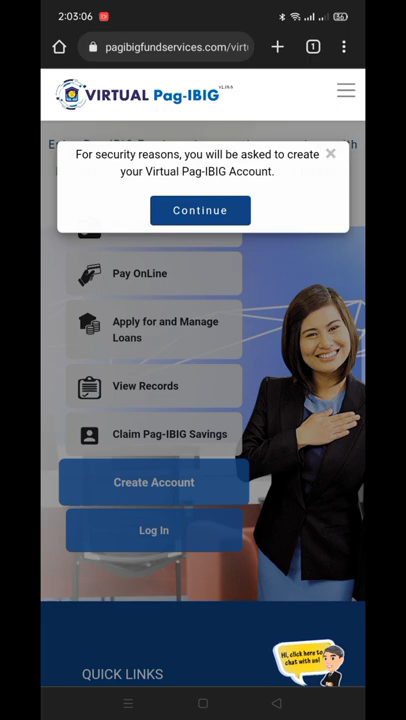 2:03:06
pagibigfundservices.com/virt
1
VIRTUAL Pag-IBIG
For security reasons, you will be asked to create
your Virtual Pag-IBIG Account.
Continue
Pay OnLine
Apply for and Manage
Loans
View Records
Claim Pag-IBIG Savings
Create Account
Log In
Hi, click here to
chat with us!
QUICK LINKS